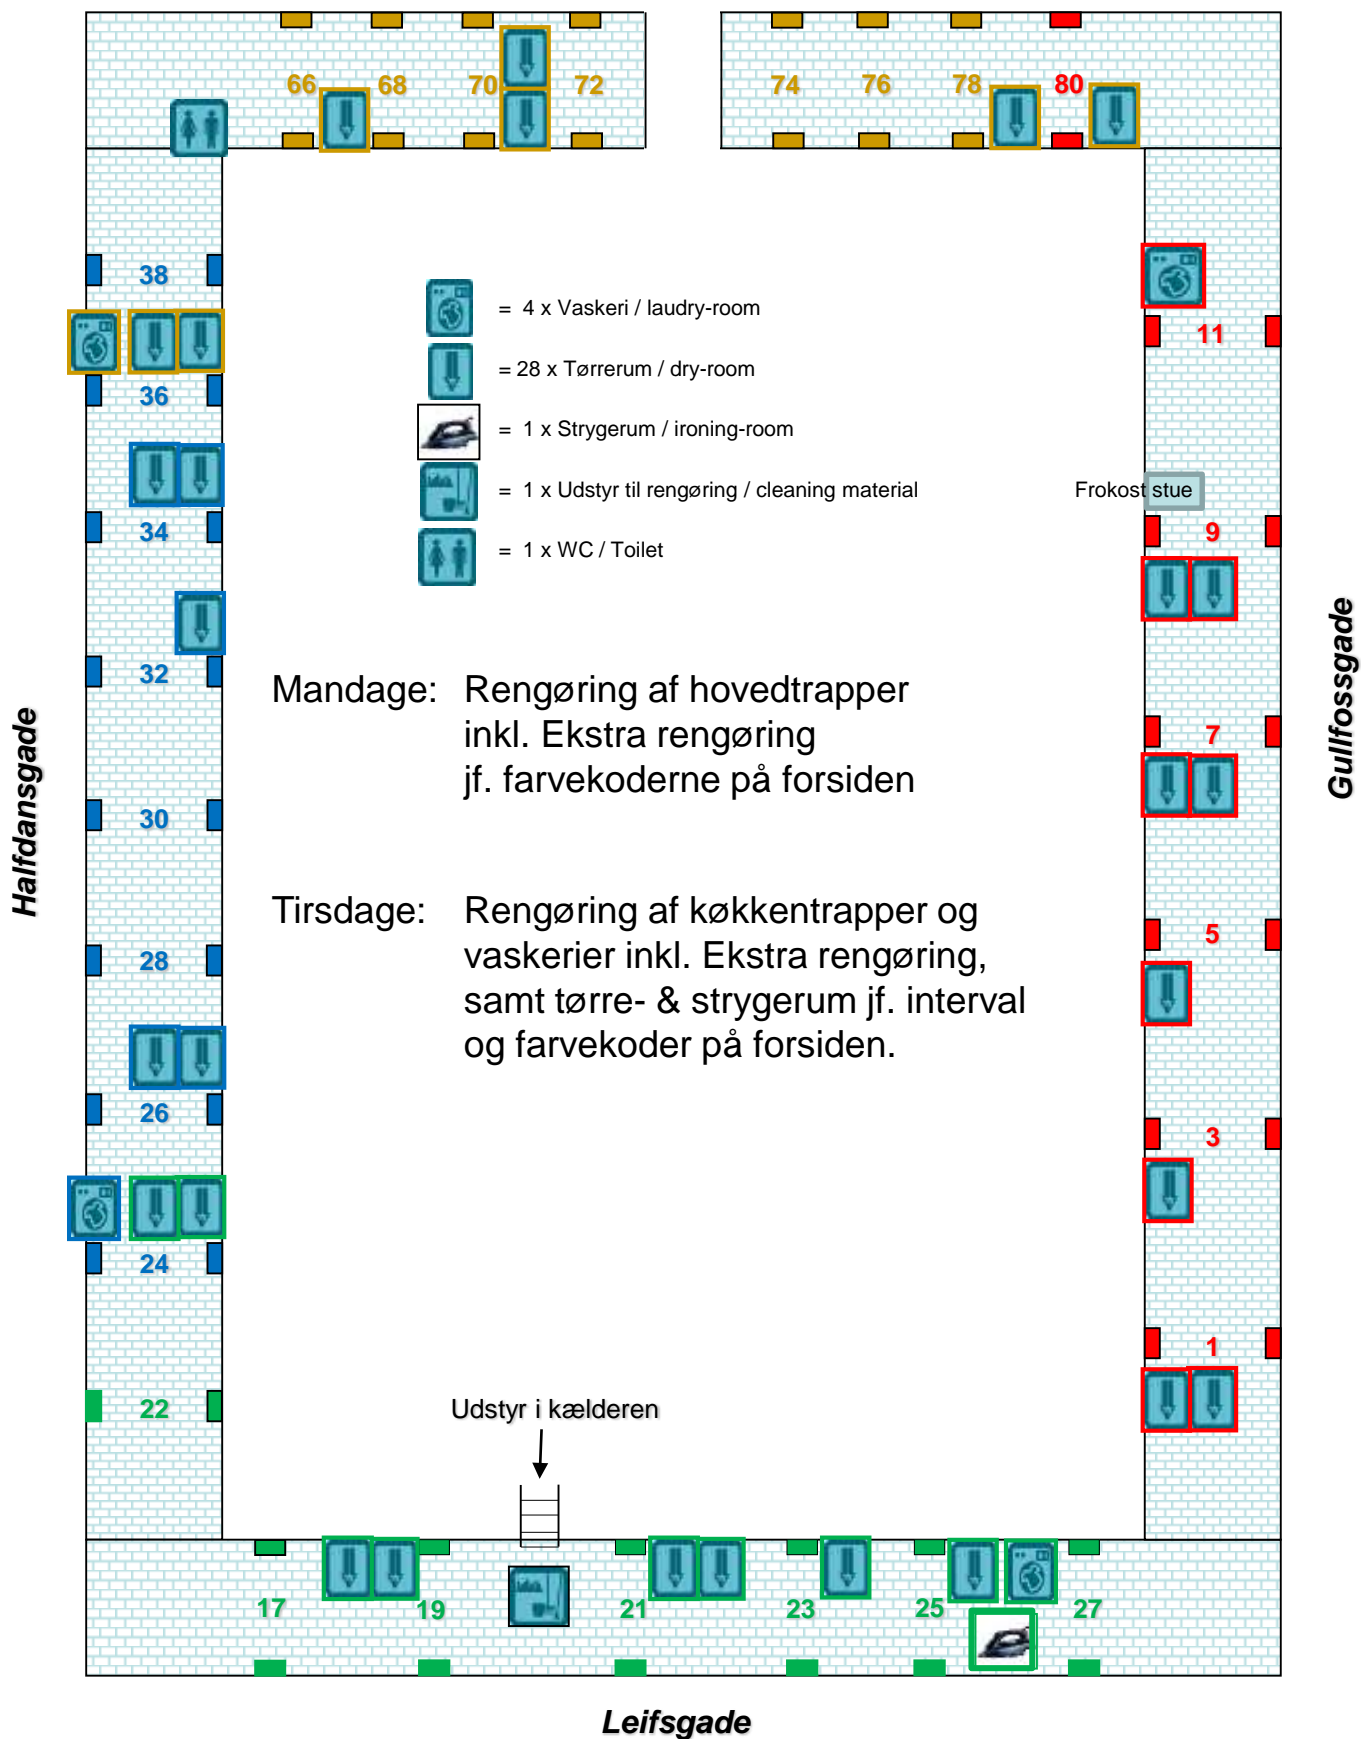 66 68 70 72 74 76 78 80
38
= 4 x Vaskeri / laudry-room
11
= 28 x Tørrerum / dry-room
36
= 1 x Strygerum / ironing-room
= 1 x Udstyr til rengøring / cleaning material
Frokost stue
34
9
= 1 x WC / Toilet
32
Mandage: Rengøring af hovedtrapper
inkl. Ekstra rengøring
jf. farvekoderne på forsiden
7
Halfdansgade
Gullfossgade
30
Tirsdage: Rengøring af køkkentrapper og
vaskerier inkl. Ekstra rengøring,
samt tørre- & strygerum jf. interval
og farvekoder på forsiden.
5
28
26
3
24
1
22
Udstyr i kælderen
17 19 21 23 25 27
Leifsgade